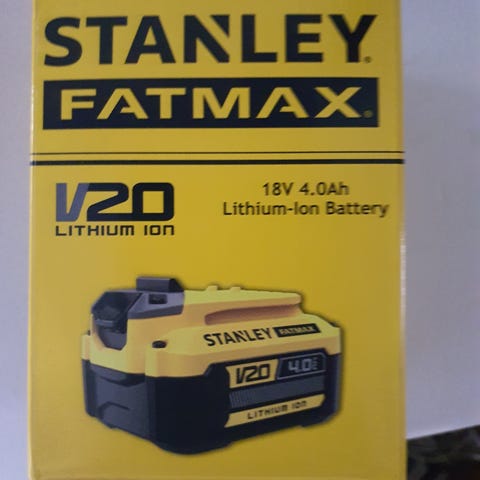 STANLEY®
FATMAX®
V20
LITHIUM ION
18V 4.0Ah
Lithium-Ion Battery
STANLEY FATMAX
V20 4.0
LITHIUM ION